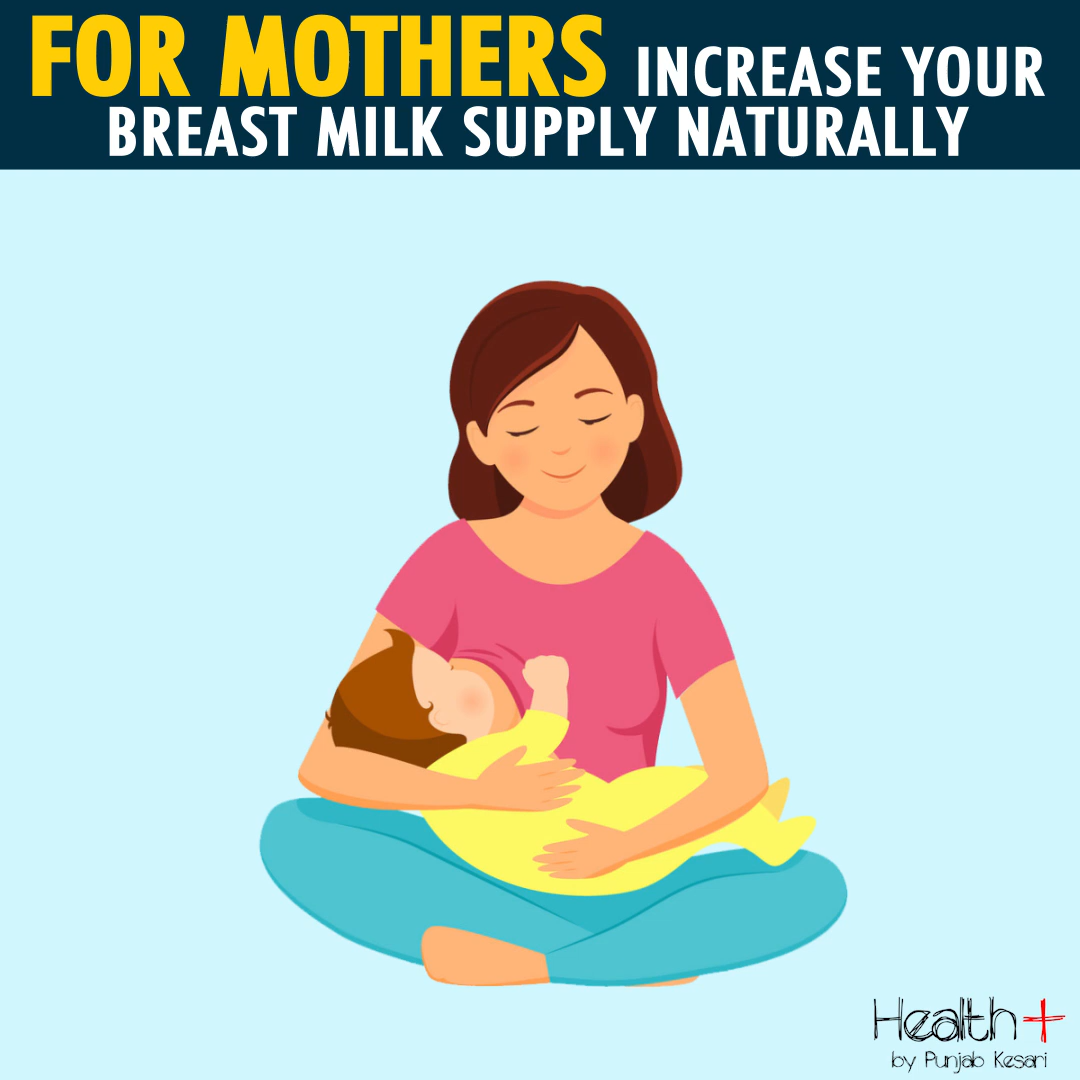 FOR MOTHERS INCREASE YOUR
BREAST MILK SUPPLY NATURALLY
Health+
by Punjab Kesari